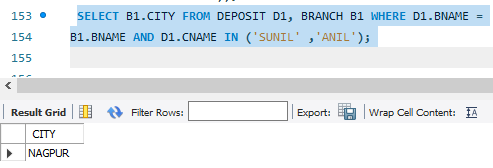 153 SELECT B1.CITY FROM DEPOSIT D1, BRANCH B1 WHERE D1.BNAME =
154 B1.BNAME AND D1.CNAME IN ('SUNIL' ,'ANIL');
155
Result Grid Filter Rows: Export: Wrap Cell Content:
CITY
NAGPUR